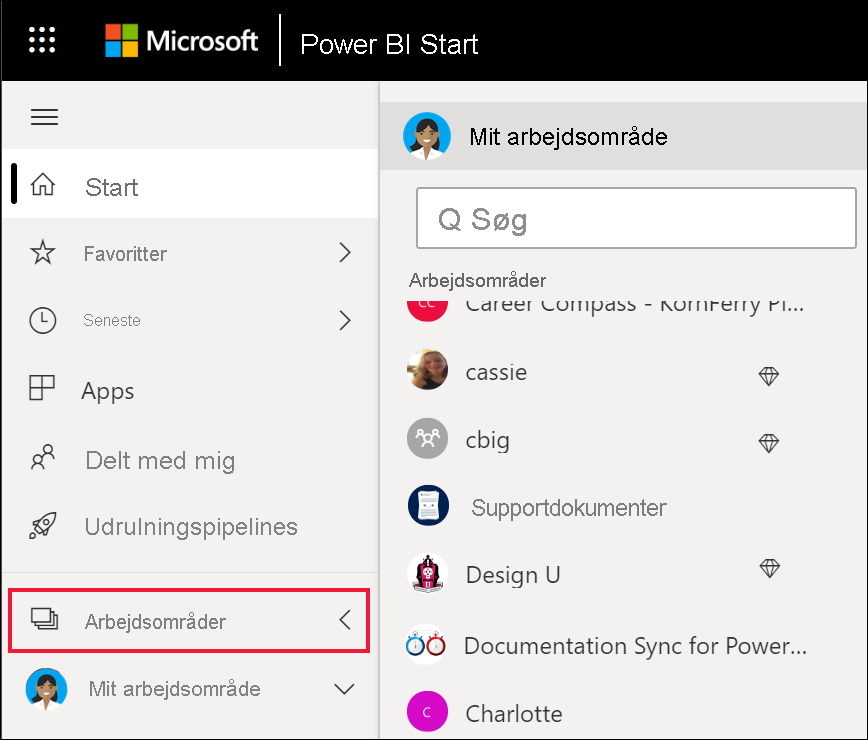 Microsoft
Power BI Start
Start
Favoritter
Seneste
Apps
Delt med mig
Udrulningspipelines
Arbejdsområder
Mit arbejdsområde
Mit arbejdsområde
Q Søg
Arbejdsområder
CC
Career Compass - KornFerry Pi...
cassie
cbig
Supportdokumenter
Design U
Documentation Sync for Power...
C
Charlotte